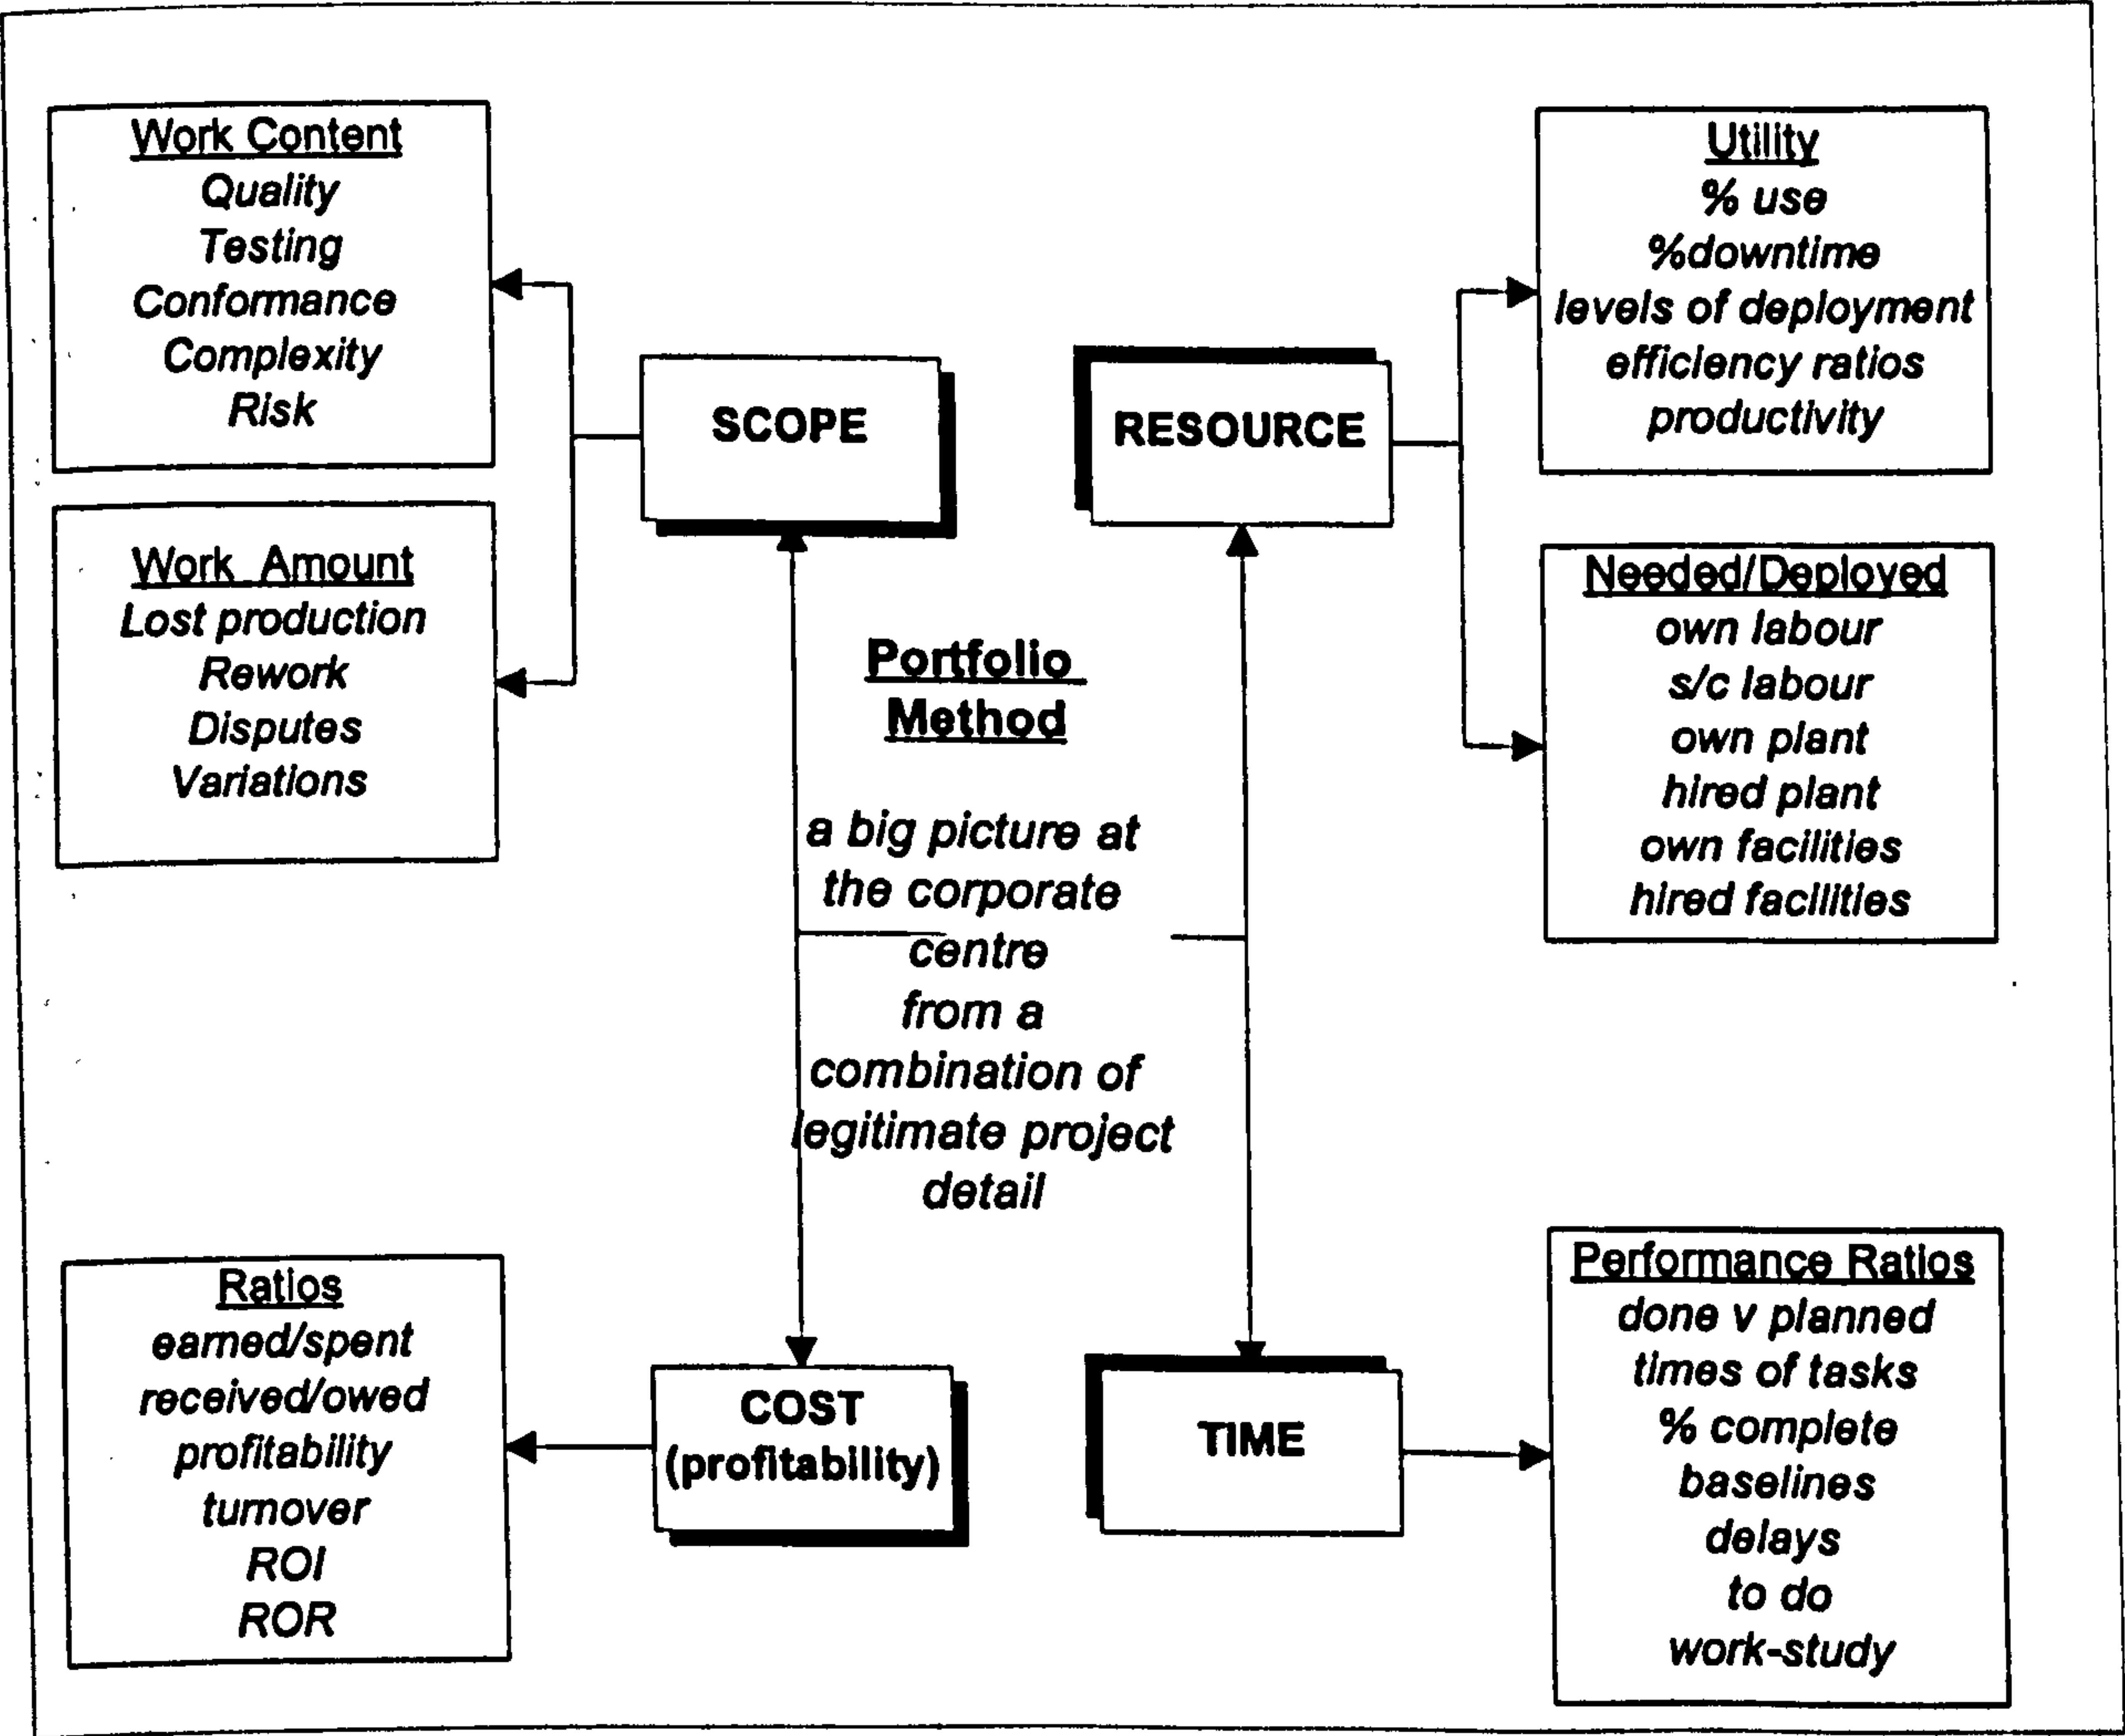 Work Content
Quality
Testing
Conformance
Complexity
Risk
Work Amount
Lost production
Rework
Disputes
Variations
SCOPE
RESOURCE
Utility
% use
%downtime
levels of deployment
efficiency ratios
productivity
Needed/Deployed
own labour
s/c labour
own plant
hired plant
own facilities
hired facilities
Portfolio
Method
a big picture at
the corporate
centre
from a
combination of
legitimate project
detail
Ratios
earned/spent
received/owed
profitability
turnover
ROI
ROR
COST
(profitability)
TIME
Performance Ratios
done v planned
times of tasks
% complete
baselines
delays
to do
work-study